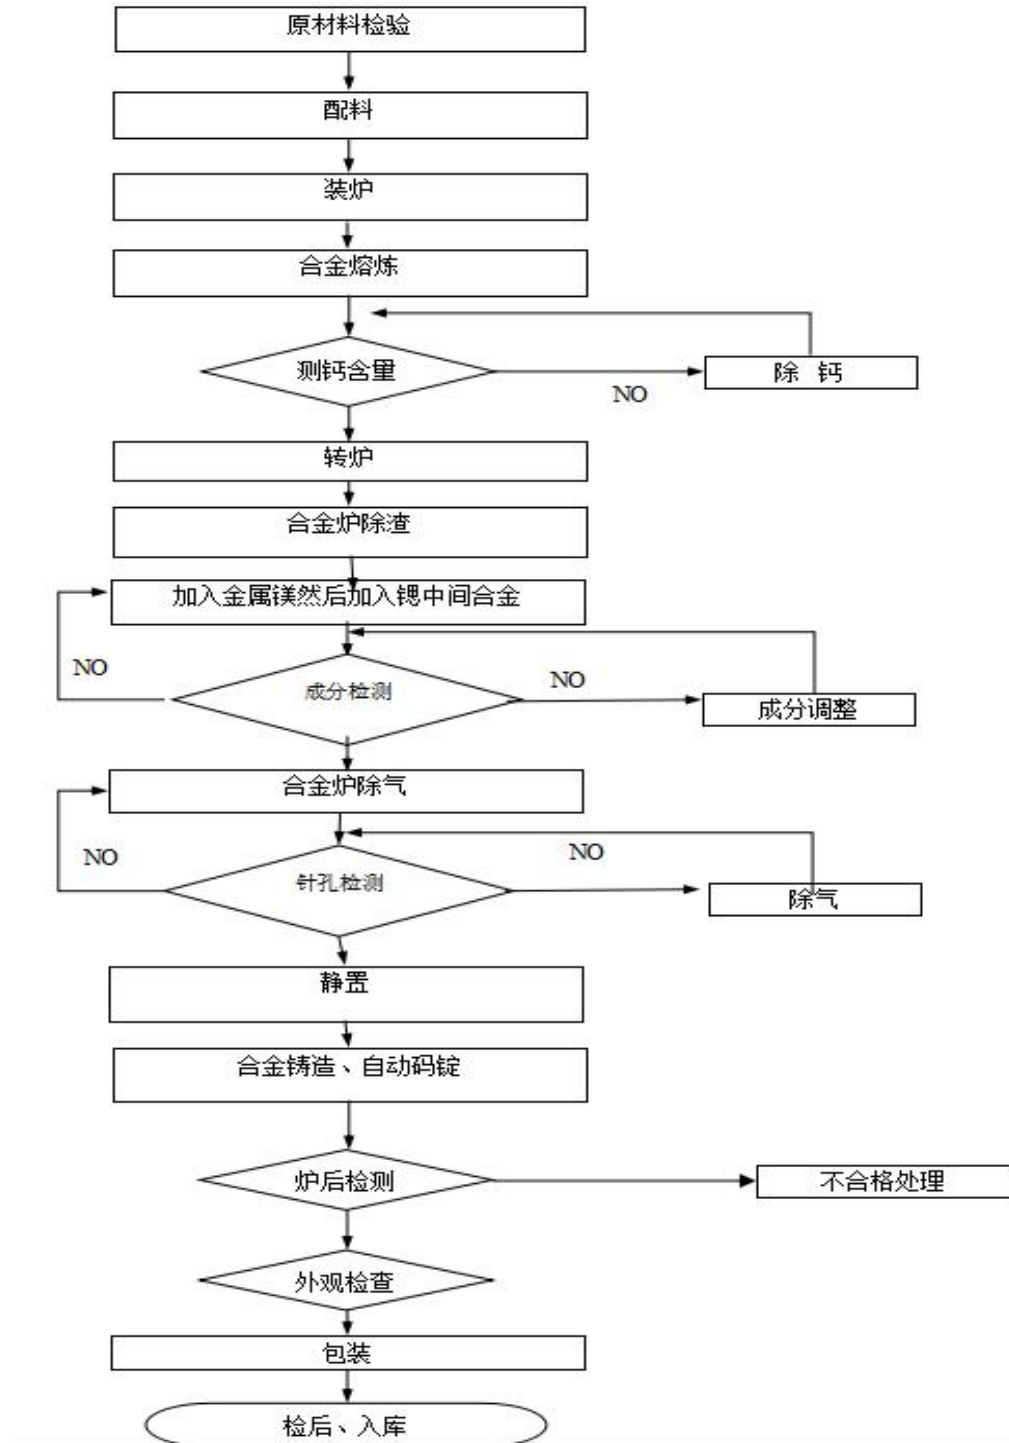 原材料检验
配料
装炉
合金熔炼
测钙含量
NO
除 钙
转炉
合金炉除渣
加入金属镁然后加入锶中间合金
NO
成分检测
NO
成分调整
合金炉除气
NO
针孔检测
NO
除气
静置
合金铸造、自动码锭
炉后检测
不合格处理
外观检查
包装
检后、入库